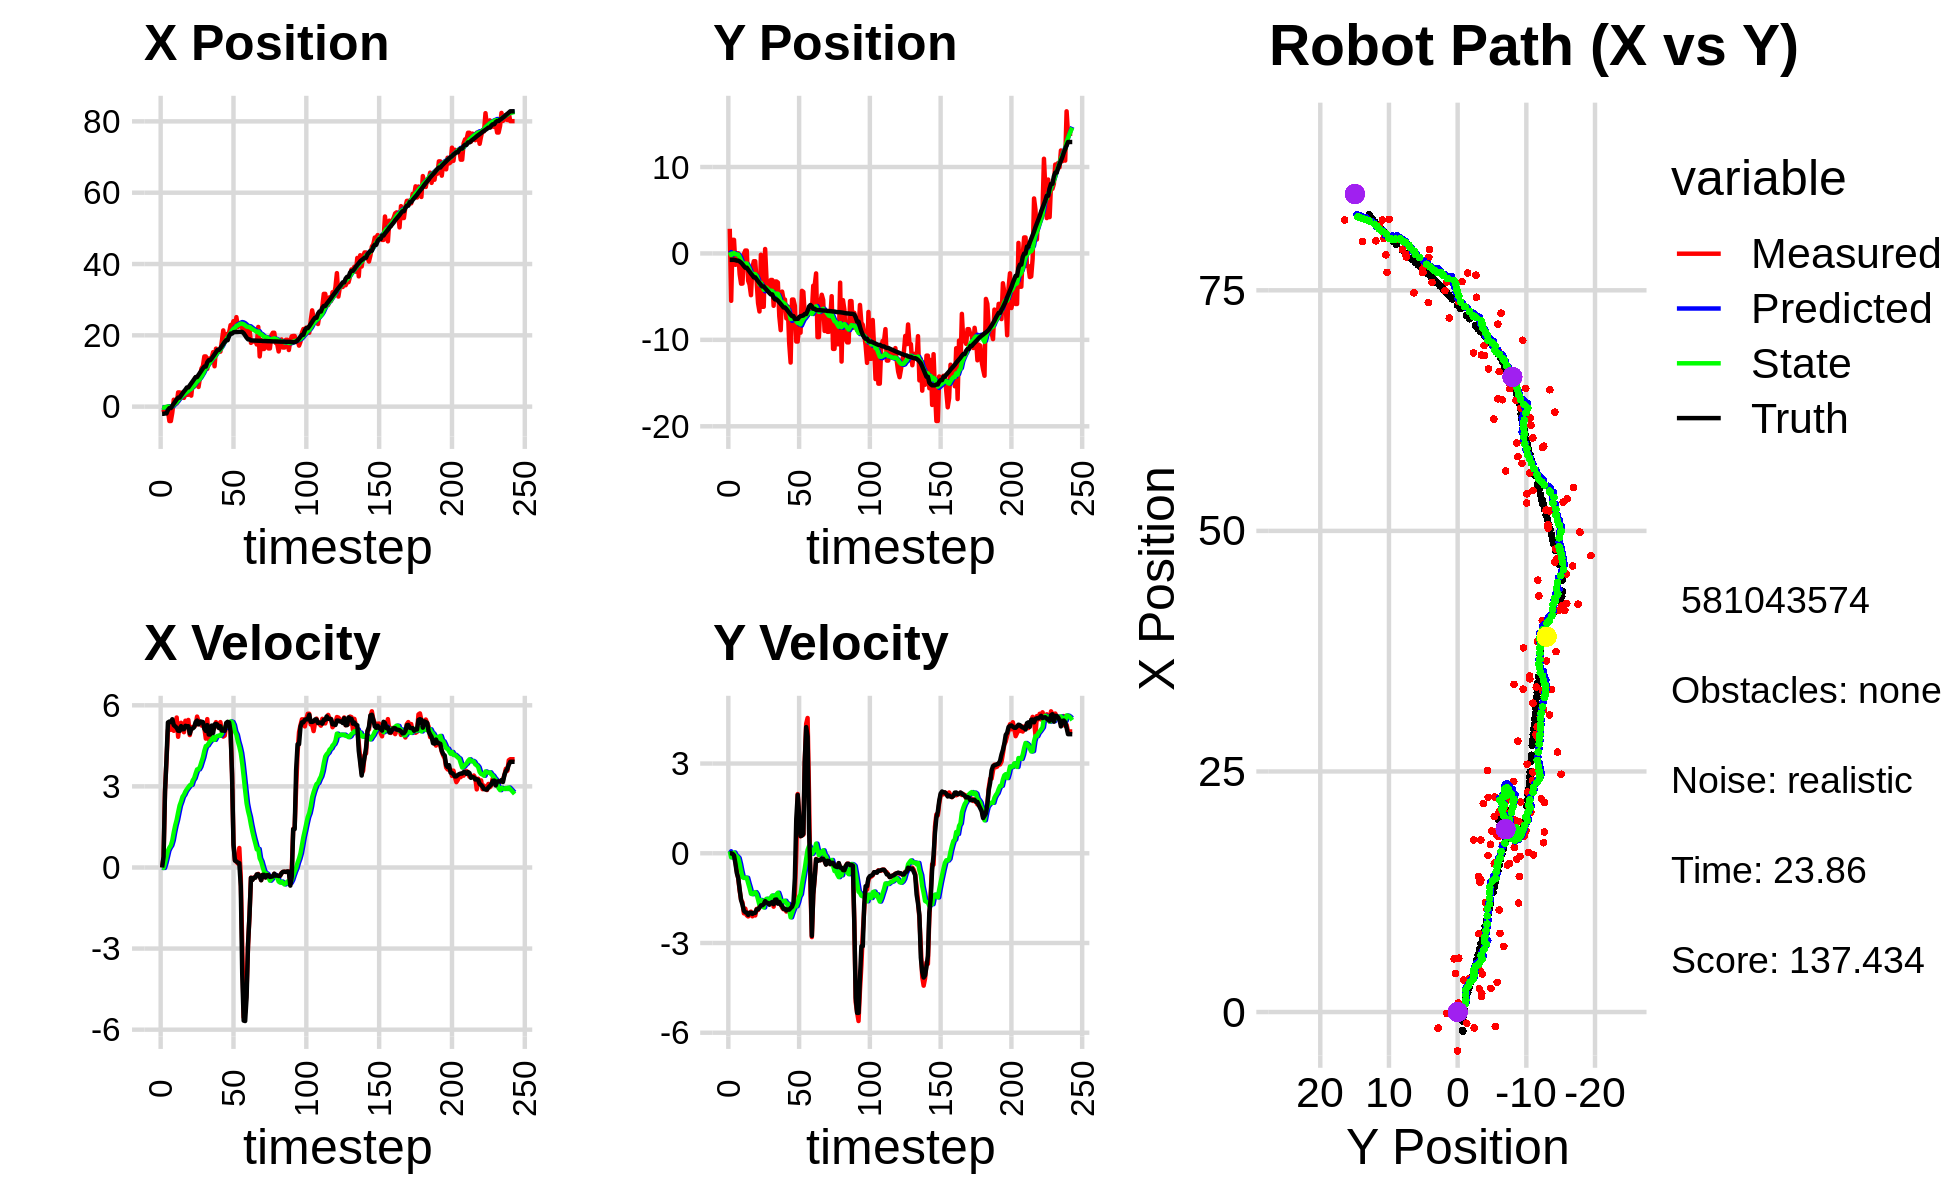 X Position
80
60
40
20
0
0 50 100 150 200 250
timestep
Y Position
10
0
-10
-20
0 50 100 150 200 250
timestep
X Velocity
6
3
0
-3
-6
0 50 100 150 200 250
timestep
Y Velocity
3
0
-3
-6
0 50 100 150 200 250
timestep
Robot Path (X vs Y)
X Position
75
50
25
0
20 10 0 -10 -20
Y Position
variable
Measured
Predicted
State
Truth
581043574
Obstacles: none
Noise: realistic
Time: 23.86
Score: 137.434